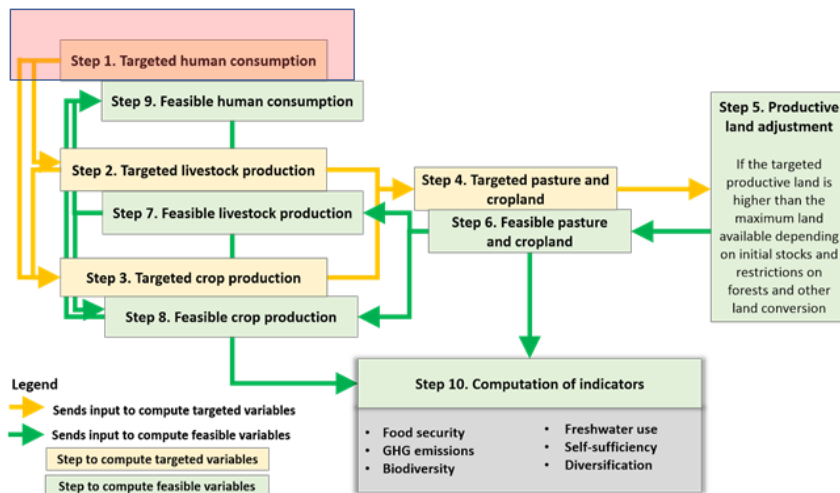 Step 1. Targeted human consumption
Step 9. Feasible human consumption
Step 2. Targeted livestock production
Step 7. Feasible livestock production
Step 3. Targeted crop production
Step 8. Feasible crop production
Step 4. Targeted pasture and
cropland
Step 6. Feasible pasture
and cropland
Step 5. Productive
land adjustment
If the targeted
productive land is
higher than the
maximum land
available depending
on initial stocks and
restrictions on
forests and other
land conversion
Step 10. Computation of indicators
• Food security
• GHG emissions
• Biodiversity
• Freshwater use
• Self-sufficiency
• Diversification
Legend
Sends input to compute targeted variables
Sends input to compute feasible variables
Step to compute targeted variables
Step to compute feasible variables